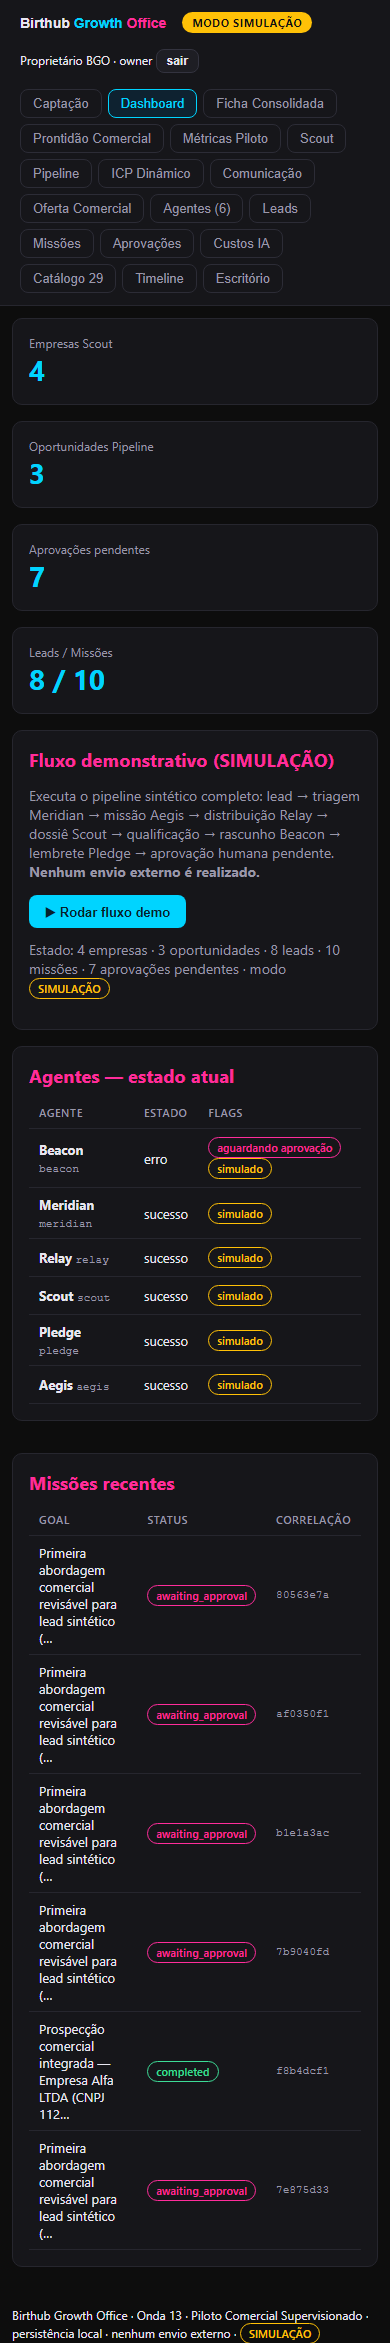 Birthub Growth Office MODO SIMULAÇÃO
Proprietário BGO · owner sair
Captação Dashboard Ficha Consolidada
Prontidão Comercial Métricas Piloto Scout
Pipeline ICP Dinâmico Comunicação
Oferta Comercial Agentes (6) Leads
Missões Aprovações Custos IA
Catálogo 29 Timeline Escritório
Empresas Scout
4
Oportunidades Pipeline
3
Aprovações pendentes
7
Leads / Missões
8 / 10
Fluxo demonstrativo (SIMULAÇÃO)
Executa o pipeline sintético completo: lead → triagem
Meridian → missão Aegis → distribuição Relay →
dossiê Scout → qualificação → rascunho Beacon →
lembrete Pledge → aprovação humana pendente.
Nenhum envio externo é realizado.
▶ Rodar fluxo demo
Estado: 4 empresas · 3 oportunidades · 8 leads · 10
missões · 7 aprovações pendentes · modo
SIMULAÇÃO
Agentes — estado atual
AGENTE ESTADO FLAGS
Beacon
beacon
erro
aguardando aprovação
simulado
Meridian
meridian
sucesso simulado
Relay relay sucesso simulado
Scout scout sucesso simulado
Pledge
pledge
sucesso simulado
Aegis aegis sucesso simulado
Missões recentes
GOAL STATUS CORRELAÇÃO
Primeira
abordagem
comercial
revisável para
lead sintético
(...
awaiting_approval 80563e7a
Primeira
abordagem
comercial
revisável para
lead sintético
(...
awaiting_approval af0350f1
Primeira
abordagem
comercial
revisável para
lead sintético
(...
awaiting_approval b1e1a3ac
Primeira
abordagem
comercial
revisável para
lead sintético
(...
awaiting_approval 7b9040fd
Prospecção
comercial
integrada —
Empresa Alfa
LTDA (CNPJ
112...
completed f8b4dcf1
Primeira
abordagem
comercial
revisável para
lead sintético
(...
awaiting_approval 7e875d33
Birthub Growth Office · Onda 13 · Piloto Comercial Supervisionado ·
persistência local · nenhum envio externo · SIMULAÇÃO